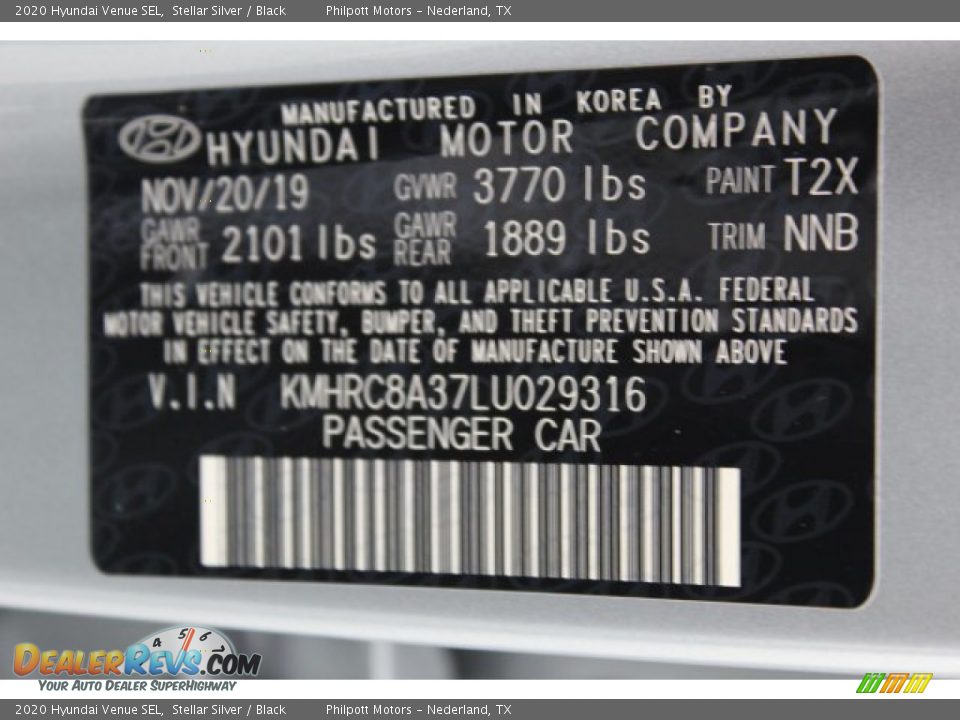 2020 Hyundai Venue SEL, Stellar Silver / Black Philpott Motors – Nederland, TX
MANUFACTURED IN KOREA BY
HYUNDAI MOTOR COMPANY
NOV/20/19 GVWR 3770 lbs PAINT T2X
GAWR FRONT 2101 lbs GAWR REAR 1889 lbs TRIM NNB
THIS VEHICLE CONFORMS TO ALL APPLICABLE U.S.A. FEDERAL
MOTOR VEHICLE SAFETY, BUMPER, AND THEFT PREVENTION STANDARDS
IN EFFECT ON THE DATE OF MANUFACTURE SHOWN ABOVE
V.I.N KMHRC8A37LU029316
PASSENGER CAR
4 5 6 7
DEALERREVS.COM
YOUR AUTO DEALER SUPERHIGHWAY
2020 Hyundai Venue SEL, Stellar Silver / Black Philpott Motors – Nederland, TX